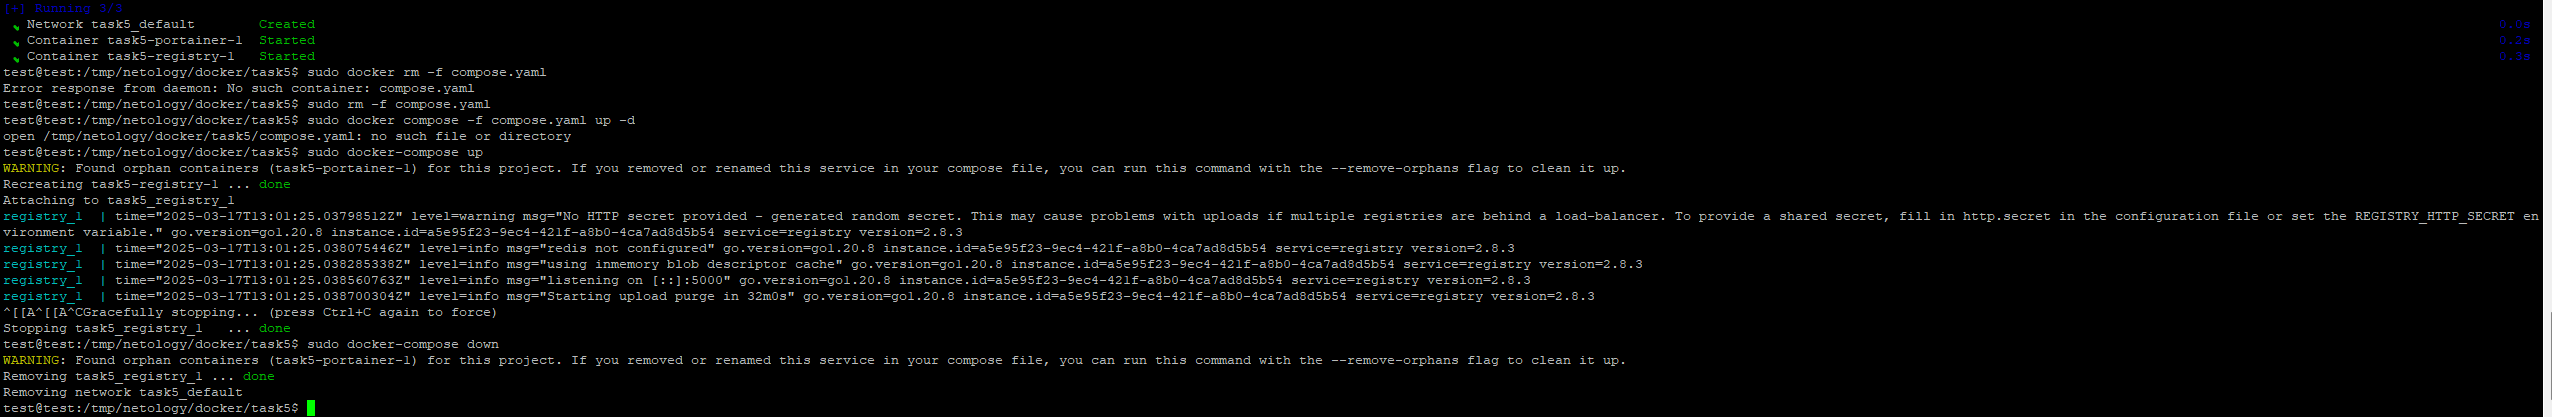 [+] Running 3/3
✔ Network task5_default        Created        0.0s
✔ Container task5-portainer-1  Started        0.2s
✔ Container task5-registry-1   Started        0.3s
test@test:/tmp/netology/docker/task5$ sudo docker rm -f compose.yaml
Error response from daemon: No such container: compose.yaml
test@test:/tmp/netology/docker/task5$ sudo rm -f compose.yaml
test@test:/tmp/netology/docker/task5$ sudo docker compose -f compose.yaml up -d
open /tmp/netology/docker/task5/compose.yaml: no such file or directory
test@test:/tmp/netology/docker/task5$ sudo docker-compose up
WARNING: Found orphan containers (task5-portainer-1) for this project. If you removed or renamed this service in your compose file, you can run this command with the --remove-orphans flag to clean it up.
Recreating task5-registry-1 ... done
Attaching to task5_registry_1
registry_1  | time="2025-03-17T13:01:25.03798512Z" level=warning msg="No HTTP secret provided - generated random secret. This may cause problems with uploads if multiple registries are behind a load-balancer. To provide a shared secret, fill in http.secret in the configuration file or set the REGISTRY_HTTP_SECRET en
vironment variable." go.version=go1.20.8 instance.id=a5e95f23-9ec4-421f-a8b0-4ca7ad8d5b54 service=registry version=2.8.3
registry_1  | time="2025-03-17T13:01:25.038075446Z" level=info msg="redis not configured" go.version=go1.20.8 instance.id=a5e95f23-9ec4-421f-a8b0-4ca7ad8d5b54 service=registry version=2.8.3
registry_1  | time="2025-03-17T13:01:25.038285338Z" level=info msg="using inmemory blob descriptor cache" go.version=go1.20.8 instance.id=a5e95f23-9ec4-421f-a8b0-4ca7ad8d5b54 service=registry version=2.8.3
registry_1  | time="2025-03-17T13:01:25.038560763Z" level=info msg="listening on [::]:5000" go.version=go1.20.8 instance.id=a5e95f23-9ec4-421f-a8b0-4ca7ad8d5b54 service=registry version=2.8.3
registry_1  | time="2025-03-17T13:01:25.038700304Z" level=info msg="Starting upload purge in 32m0s" go.version=go1.20.8 instance.id=a5e95f23-9ec4-421f-a8b0-4ca7ad8d5b54 service=registry version=2.8.3
^[[A^[[A^CGracefully stopping... (press Ctrl+C again to force)
Stopping task5_registry_1   ... done
test@test:/tmp/netology/docker/task5$ sudo docker-compose down
WARNING: Found orphan containers (task5-portainer-1) for this project. If you removed or renamed this service in your compose file, you can run this command with the --remove-orphans flag to clean it up.
Removing task5_registry_1 ... done
Removing network task5_default
test@test:/tmp/netology/docker/task5$